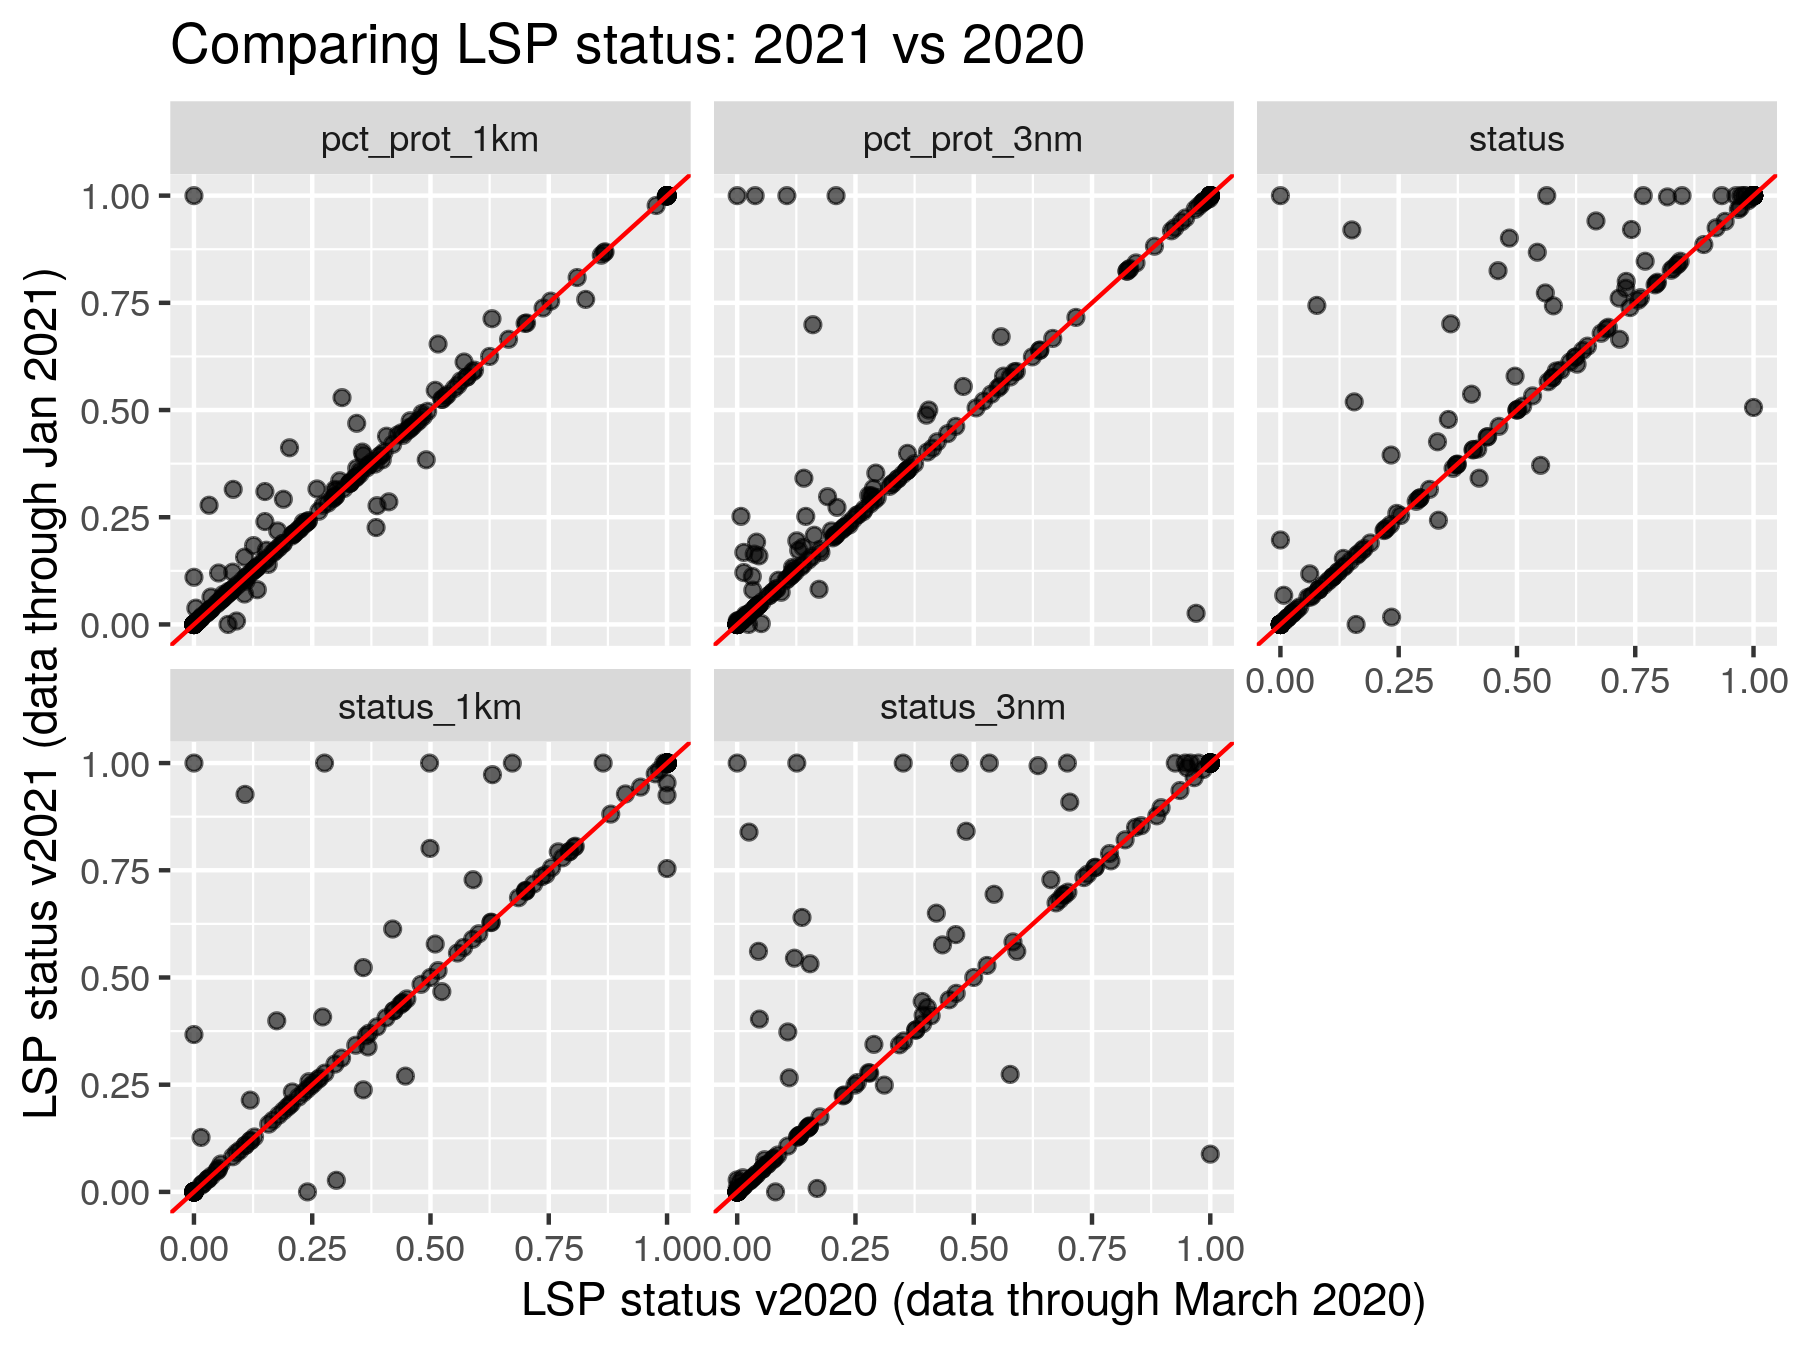 Comparing LSP status: 2021 vs 2020
pct_prot_1km
pct_prot_3nm
status
1.00
0.75
0.50
0.25
0.00
0.00 0.25 0.50 0.75 1.00
status_1km
status_3nm
1.00
0.75
0.50
0.25
0.00
0.00 0.25 0.50 0.75 1.00
0.00 0.25 0.50 0.75 1.00
LSP status v2020 (data through March 2020)
LSP status v2021 (data through Jan 2021)